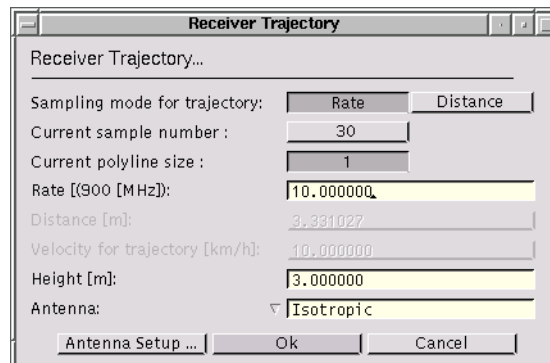 Receiver Trajectory
Receiver Trajectory...
Sampling mode for trajectory: Rate Distance
Current sample number : 30
Current polyline size : 1
Rate [(900 [MHz]): 10.000000
Distance [m]: 3.331027
Velocity for trajectory [km/h]: 10.000000
Height [m]: 3.000000
Antenna: Isotropic
Antenna Setup ... Ok Cancel